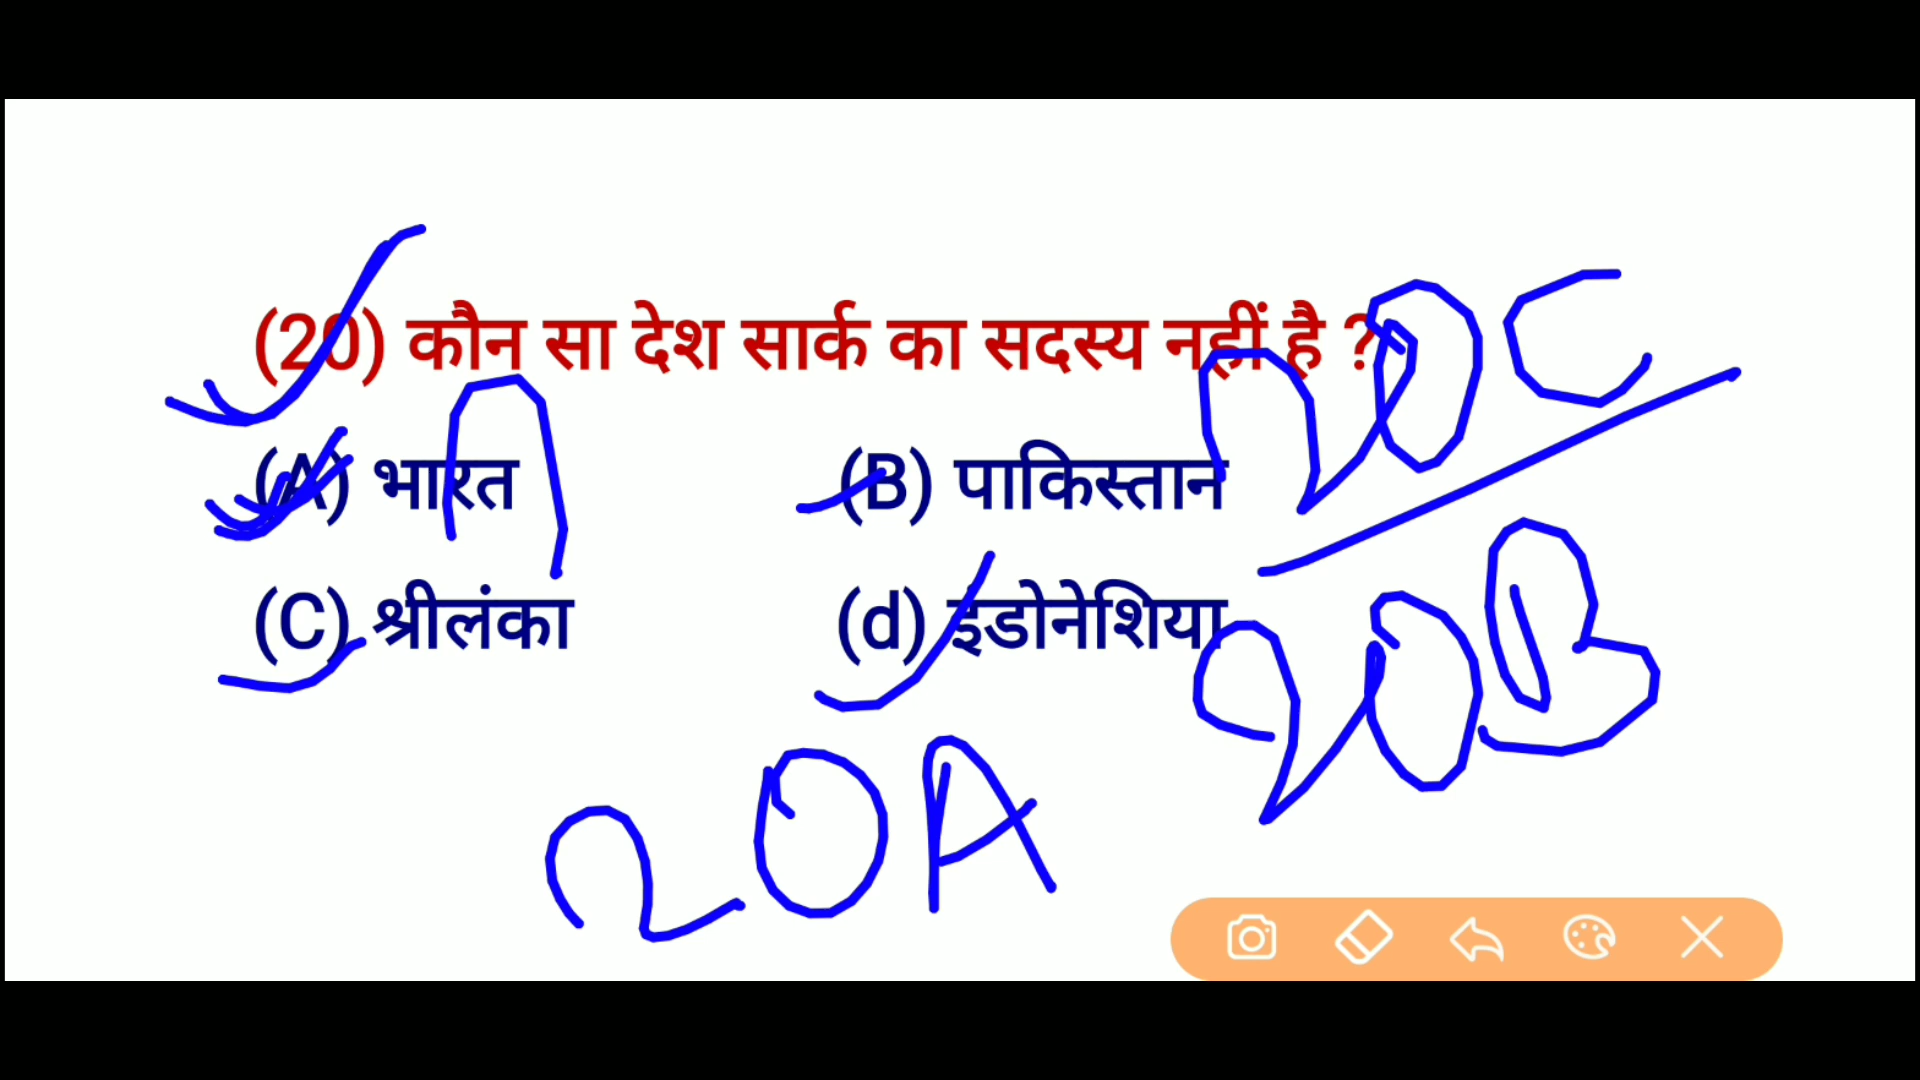 (20) कौन सा देश सार्क का सदस्य नहीं है ?
(A) भारत (B) पाकिस्तान
(C) श्रीलंका (d) इंडोनेशिया
20C
20B
20A